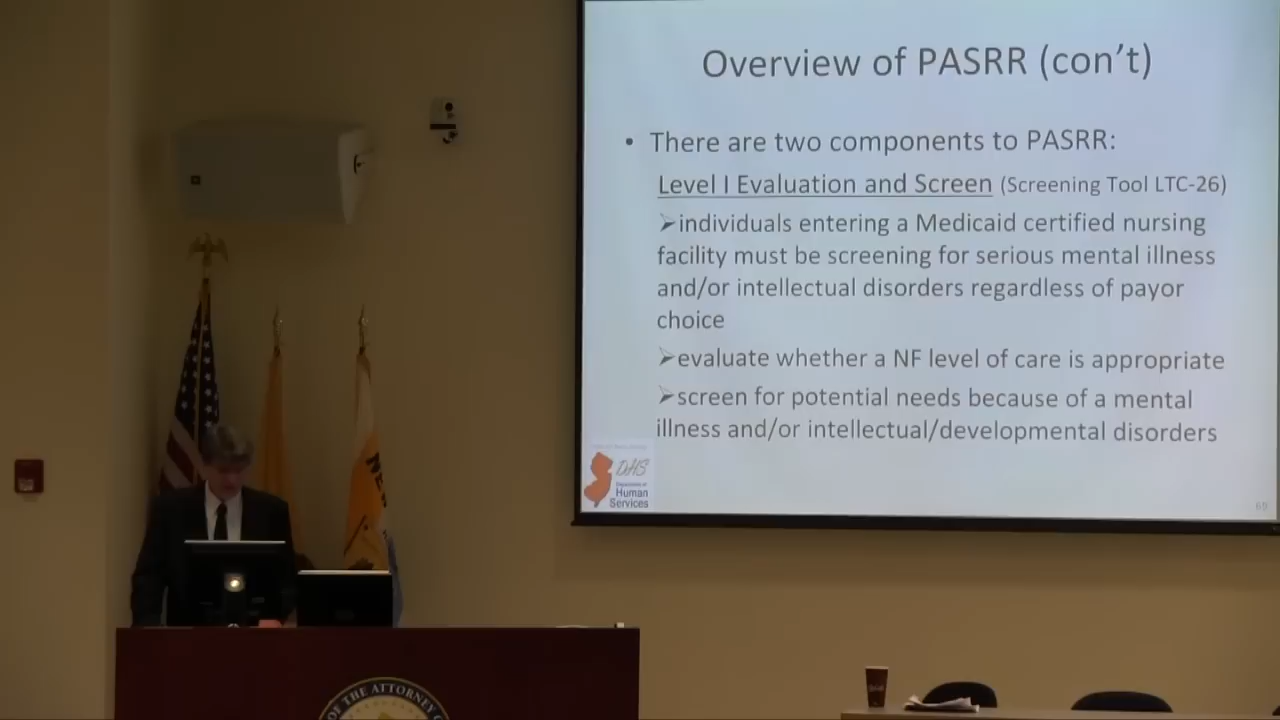 Overview of PASRR (con't)
• There are two components to PASRR:
Level I Evaluation and Screen (Screening Tool LTC-26)
➢individuals entering a Medicaid certified nursing
facility must be screening for serious mental illness
and/or intellectual disorders regardless of payor
choice
➢evaluate whether a NF level of care is appropriate
➢screen for potential needs because of a mental
illness and/or intellectual/developmental disorders
DHS
Department of
Human
Services
OF THE ATTORNEY